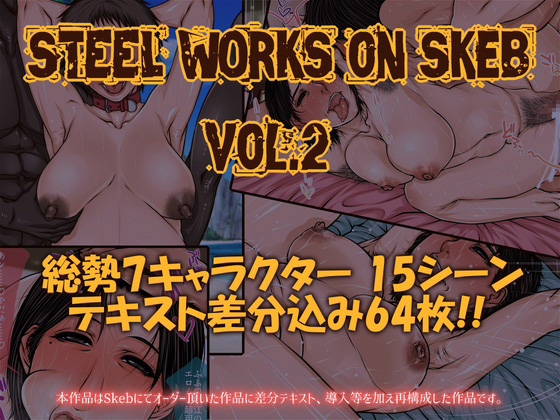 STEEL WORKS ON SKEB
VOL.2
総勢7キャラクター 15シーン
テキスト差分込み64枚!!
本作品はSkebにてオーダー頂いた作品に差分テキスト、導入等を加え再構成した作品です。